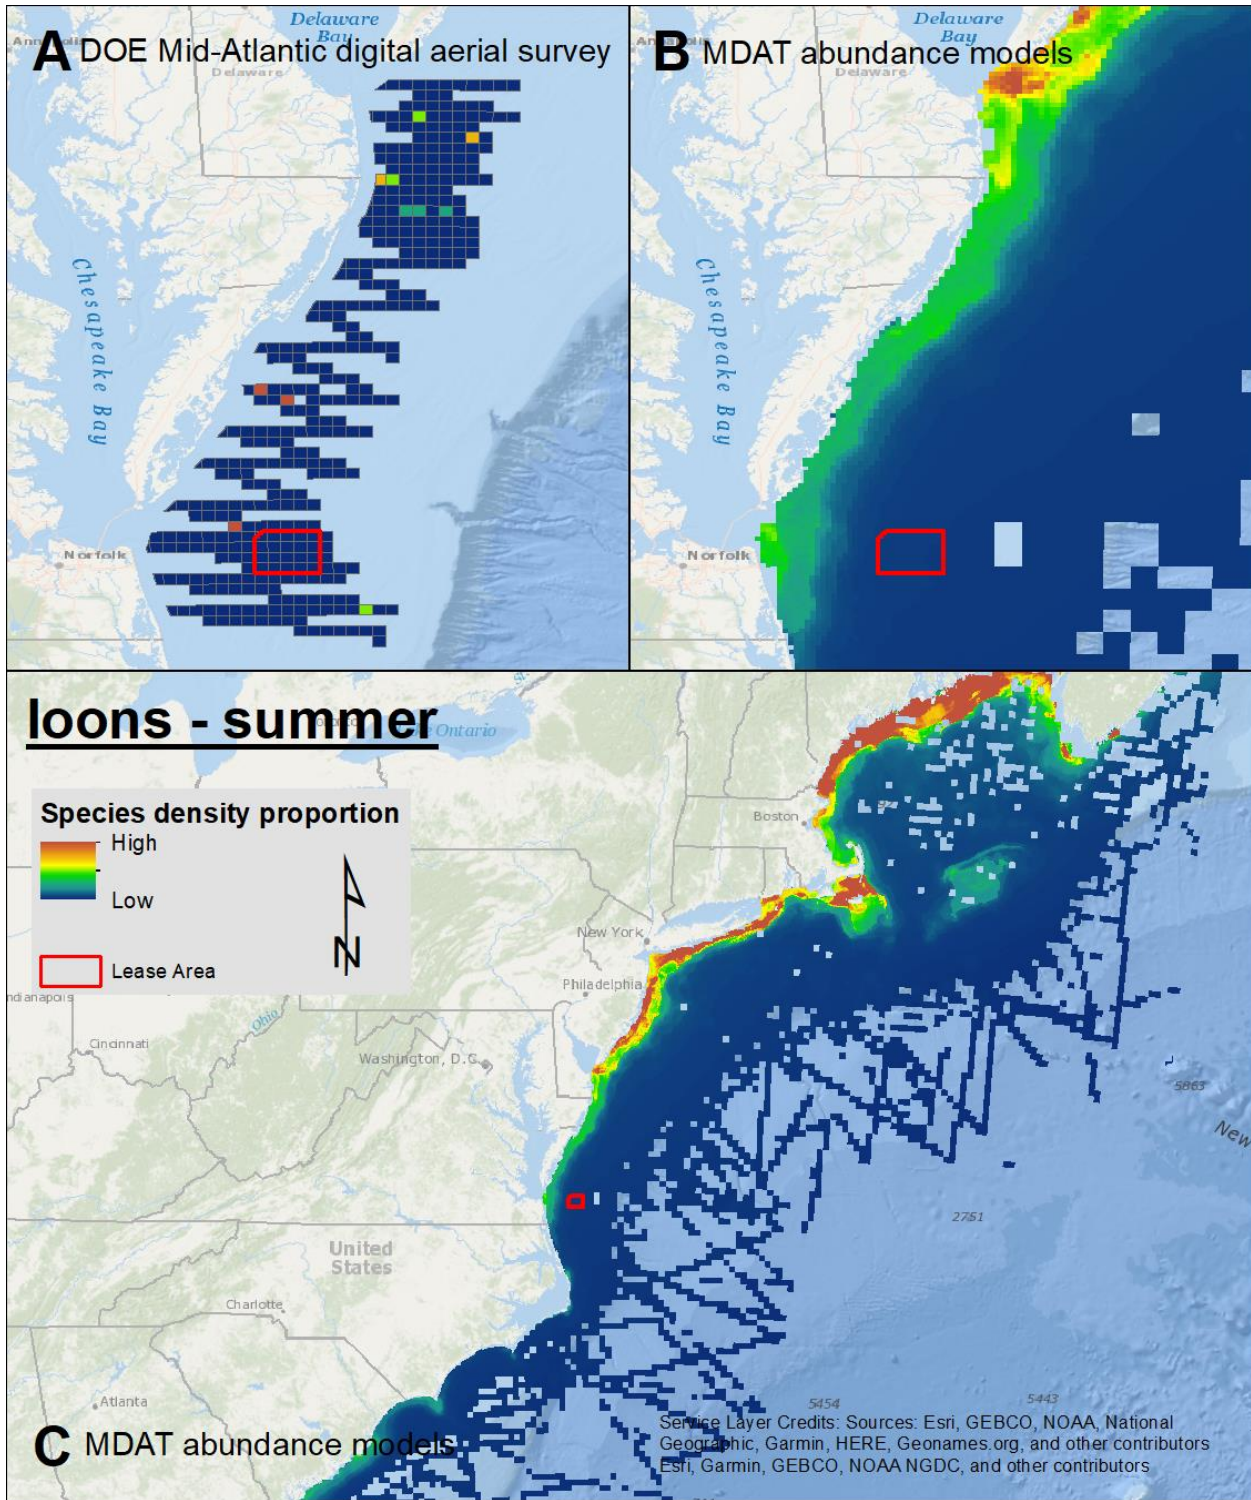 Delaware
Bay
A DOE Mid-Atlantic digital aerial survey
Delaware
Chesapeake Bay
Norfolk
Delaware
Bay
B MDAT abundance models
Delaware
Chesapeake Bay
Norfolk
loons - summer
Ontario
Species density proportion
High
Low
N
Lease Area
Boston
New York
Philadelphia
Indianapolis
Ohio
Cincinnati
Washington, D.C.
5863
New
2751
United
States
Charlotte
Atlanta
5454
5443
C MDAT abundance models
Service Layer Credits: Sources: Esri, GEBCO, NOAA, National
Geographic, Garmin, HERE, Geonames.org, and other contributors
Esri, Garmin, GEBCO, NOAA NGDC, and other contributors